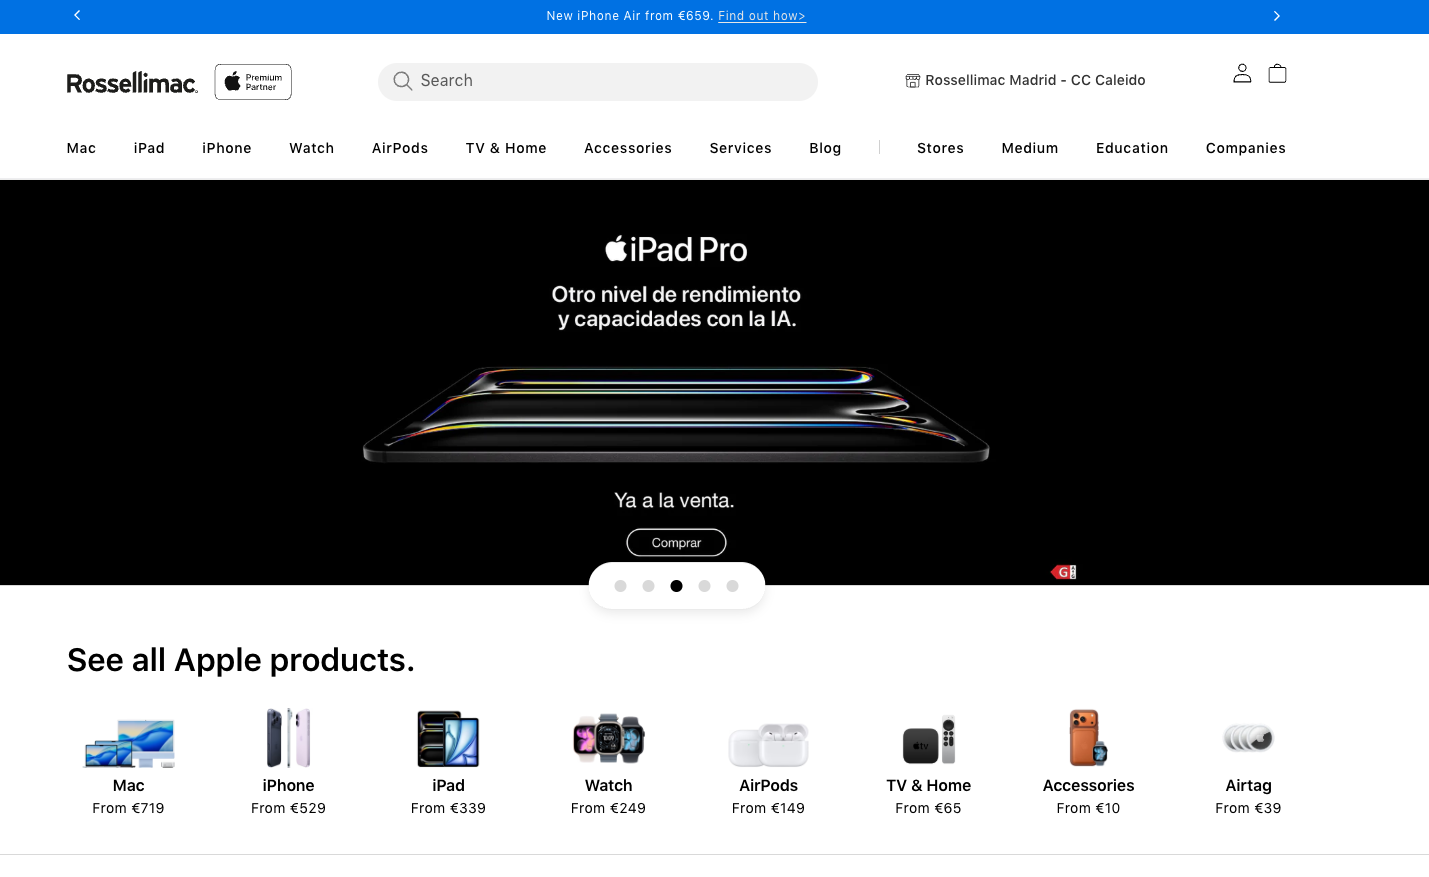 New iPhone Air from €659. Find out how>
Rossellimac
Premium
Partner
Search
Rossellimac Madrid - CC Caleido
Mac
iPad
iPhone
Watch
AirPods
TV & Home
Accessories
Services
Blog
Stores
Medium
Education
Companies
iPad Pro
Otro nivel de rendimiento
y capacidades con la IA.
Ya a la venta.
Comprar
G
See all Apple products.
Mac
From €719
iPhone
From €529
iPad
From €339
Watch
From €249
AirPods
From €149
TV & Home
From €65
Accessories
From €10
Airtag
From €39